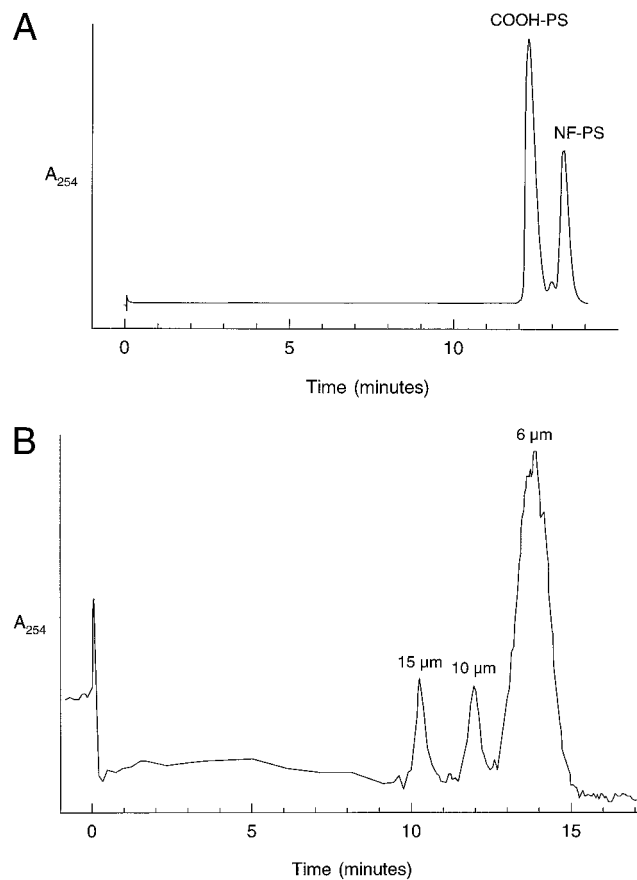 A
COOH-PS
NF-PS
A254
0 5 10
Time (minutes)
B
6 µm
A254
15 µm 10 µm
0 5 10 15
Time (minutes)